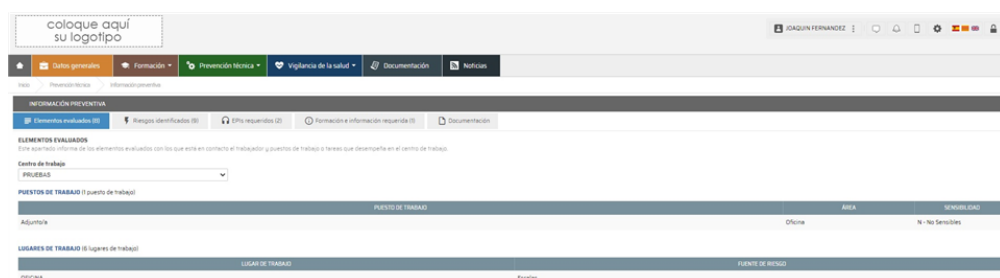 coloque aquí
su logotipo
JOAQUIN FERNANDEZ
Datos generales Formación Prevención técnica Vigilancia de la salud Documentación Noticias
Inicio Prevención técnica Información preventiva
INFORMACIÓN PREVENTIVA
Elementos evaluados (11) Riesgos identificados (9) EPIs requeridos (2) Formación e información requerida (1) Documentación
ELEMENTOS EVALUADOS
Este apartado informa de los elementos evaluados con los que está en contacto el trabajador y puestos de trabajo o tareas que desempeña en el centro de trabajo.
Centro de trabajo
PRUEBAS
PUESTOS DE TRABAJO (1 puesto de trabajo)
PUESTO DE TRABAJO ÁREA SENSIBILIDAD
Adjunto/a Oficina N - No Sensibles
LUGARES DE TRABAJO (6 lugares de trabajo)
LUGAR DE TRABAJO FUENTE DE RIESGO